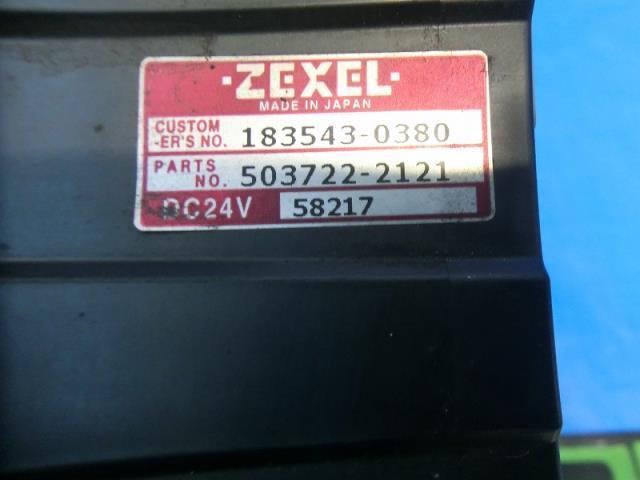 ·ZEXEL·
MADE IN JAPAN
CUSTOM
-ER'S NO. 183543-0380
PARTS
NO. 503722-2121
DC24V 58217